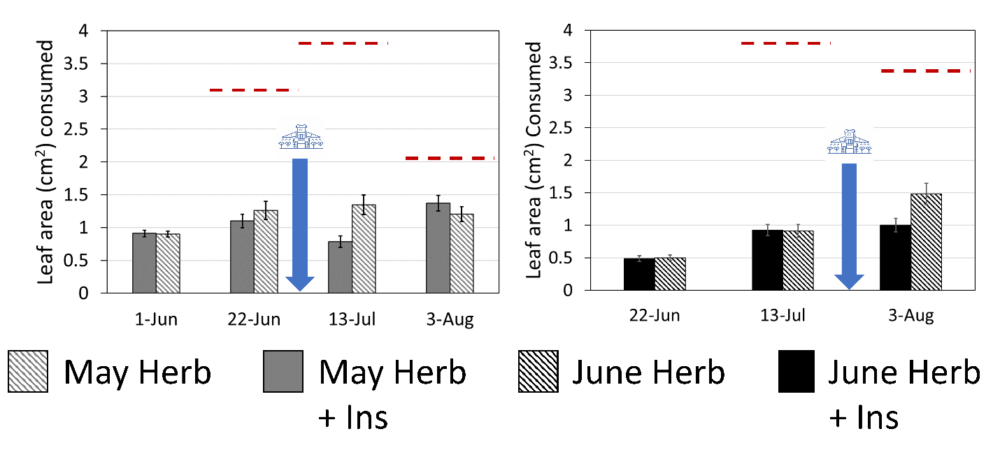 Leaf area (cm²) consumed
4
3.5
3
2.5
2
1.5
1
0.5
0
1-Jun 22-Jun 13-Jul 3-Aug
Leaf area (cm²) Consumed
4
3.5
3
2.5
2
1.5
1
0.5
0
22-Jun 13-Jul 3-Aug
May Herb
May Herb
+ Ins
June Herb
June Herb
+ Ins